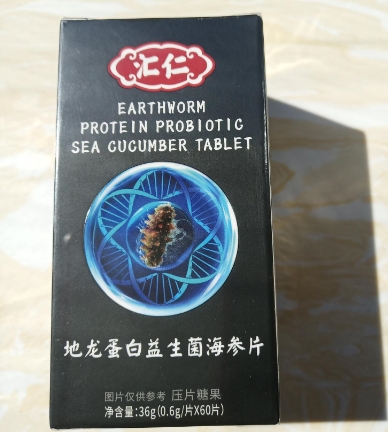 汇仁
EARTHWORM
PROTEIN PROBIOTIC
SEA CUCUMBER TABLET
地龙蛋白益生菌海参片
图片仅供参考 压片糖果
净含量:36g(0.6g/片X60片)